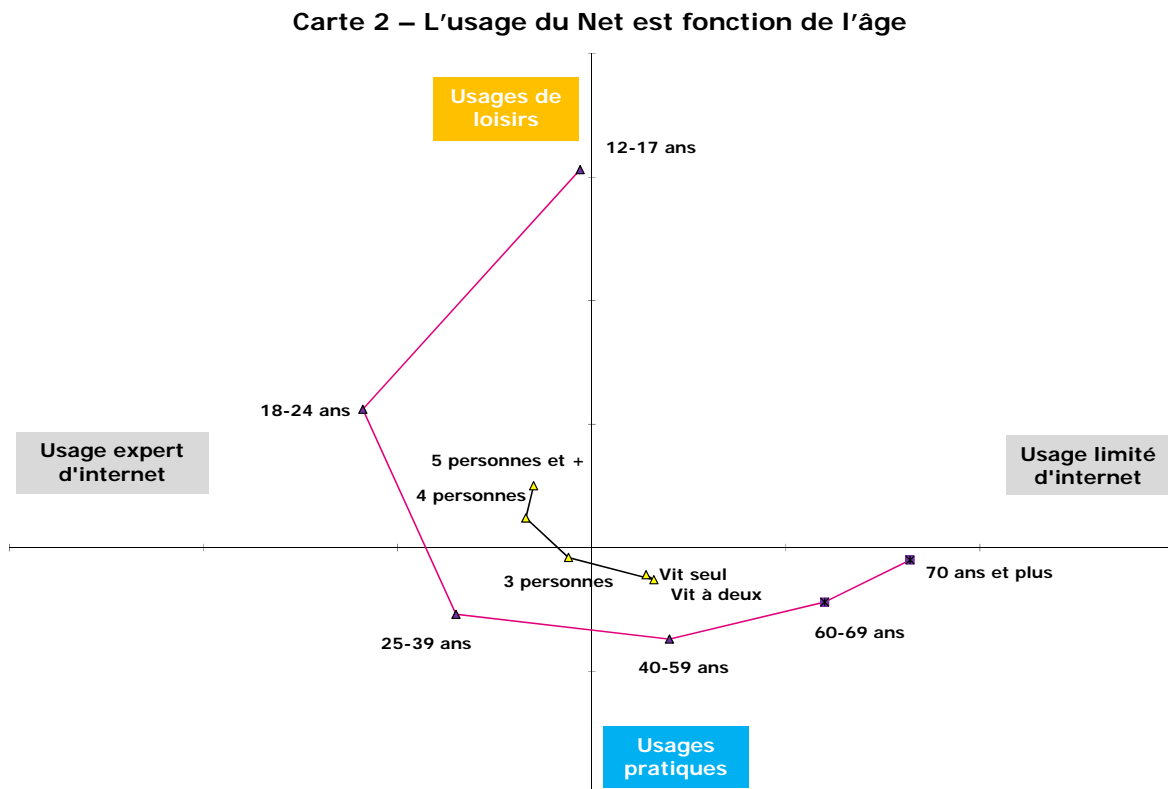 Carte 2 – L’usage du Net est fonction de l’âge
Usages de
loisirs
12-17 ans
18-24 ans
Usage expert
d'internet
5 personnes et +
4 personnes
Usage limité
d'internet
3 personnes
Vit seul
Vit à deux
70 ans et plus
25-39 ans
60-69 ans
40-59 ans
Usages
pratiques